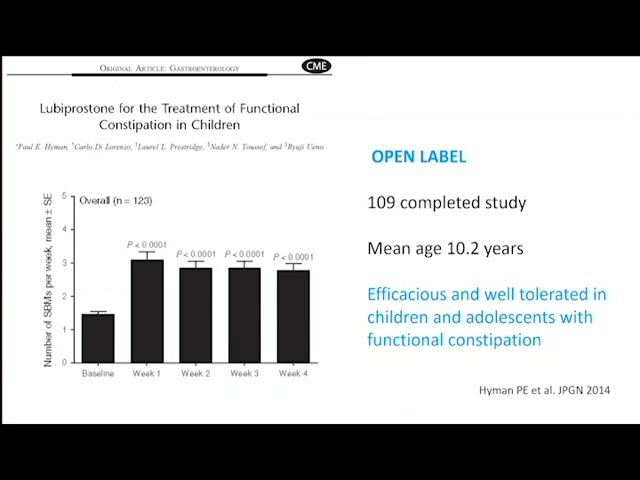 ORIGINAL ARTICLE: GASTROENTEROLOGY
CME
Lubiprostone for the Treatment of Functional
Constipation in Children
*Paul E. Hyman, †Carlo Di Lorenzo, ‡Laurel L. Prestridge, §Nader N. Youssef, and §Ryuji Ueno
Number of SBMs per week, mean ± SE
Overall (n = 123)
5
4
3
2
1
0
P < 0.0001
P < 0.0001
P < 0.0001
P < 0.0001
Baseline
Week 1
Week 2
Week 3
Week 4
OPEN LABEL
109 completed study
Mean age 10.2 years
Efficacious and well tolerated in
children and adolescents with
functional constipation
Hyman PE et al. JPGN 2014